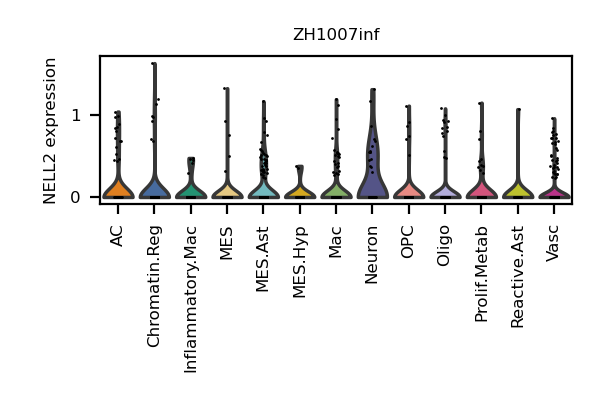 ZH1007inf
NELL2 expression
1
0
AC
Chromatin.Reg
Inflammatory.Mac
MES
MES.Ast
MES.Hyp
Mac
Neuron
OPC
Oligo
Prolif.Metab
Reactive.Ast
Vasc